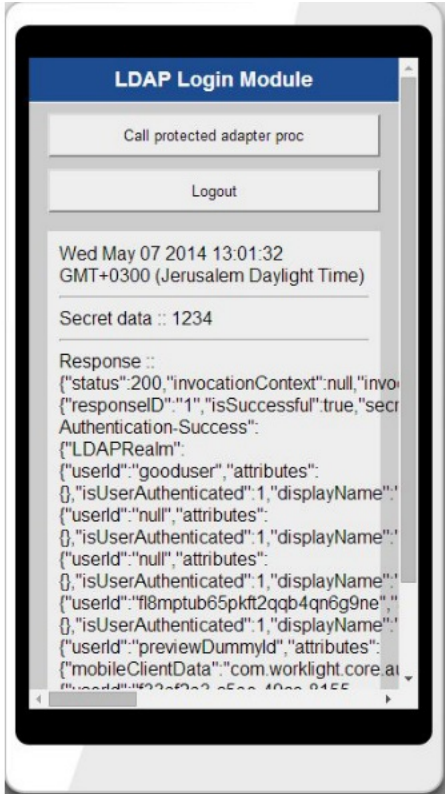 LDAP Login Module
Call protected adapter proc
Logout
Wed May 07 2014 13:01:32
GMT+0300 (Jerusalem Daylight Time)
Secret data :: 1234
Response ::
{"status":200,"invocationContext":null,"invo
{"responseID":"1","isSuccessful":true,"secr
Authentication-Success":
{"LDAPRealm":
{"userId":"gooduser","attributes":
{},"isUserAuthenticated":1,"displayName":"
{"userId":"null","attributes":
{},"isUserAuthenticated":1,"displayName":"
{"userId":"null","attributes":
{},"isUserAuthenticated":1,"displayName":"
{"userId":"fl8mptub65pkft2qqb4qn6g9ne","
{},"isUserAuthenticated":1,"displayName":"
{"userId":"previewDummyId","attributes":
{"mobileClientData":"com.worklight.core.au